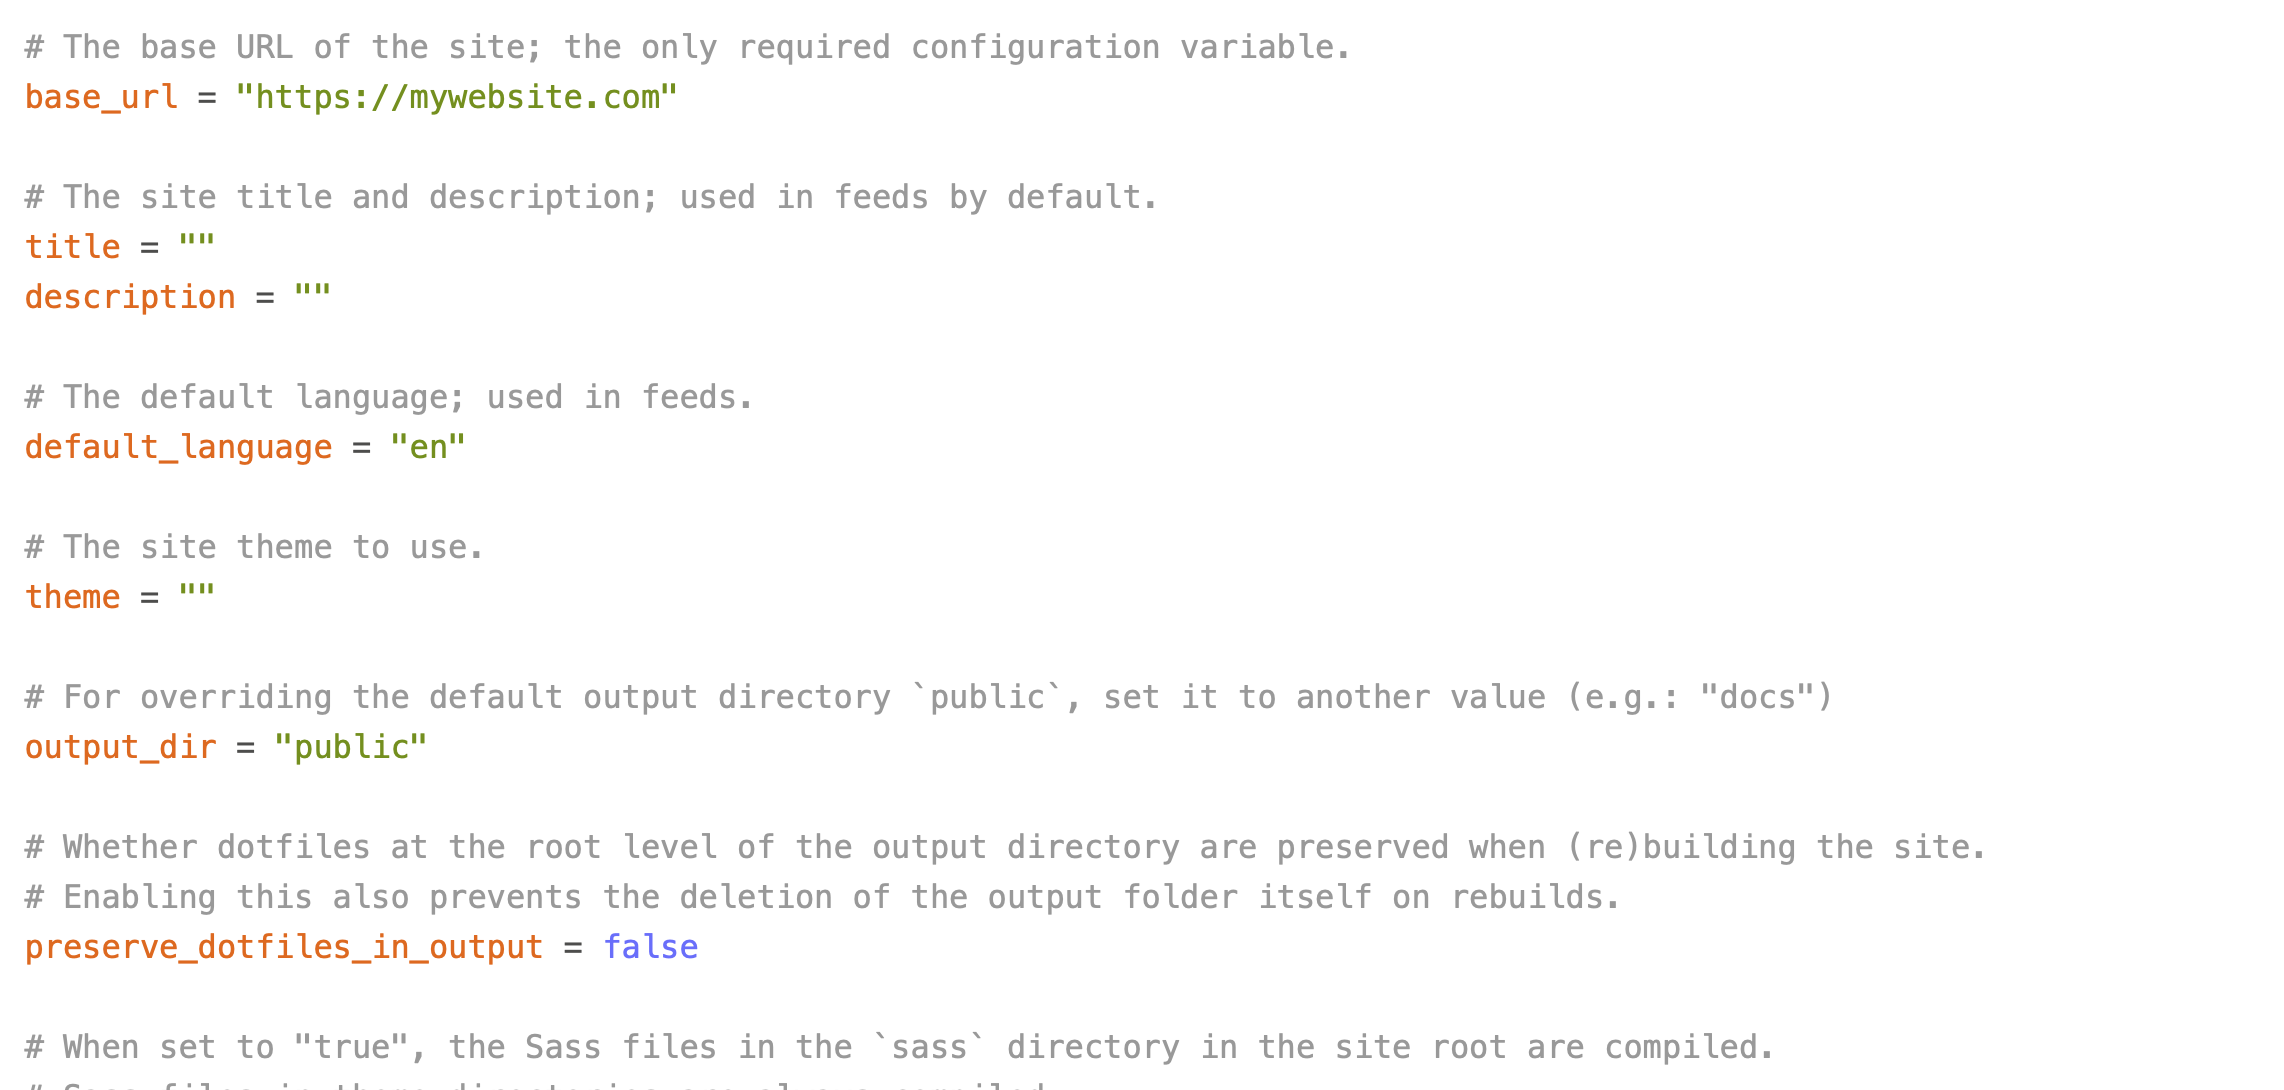 # The base URL of the site; the only required configuration variable.
base_url = "https://mywebsite.com"
# The site title and description; used in feeds by default.
title = ""
description = ""
# The default language; used in feeds.
default_language = "en"
# The site theme to use.
theme = ""
# For overriding the default output directory `public`, set it to another value (e.g.: "docs")
output_dir = "public"
# Whether dotfiles at the root level of the output directory are preserved when (re)building the site.
# Enabling this also prevents the deletion of the output folder itself on rebuilds.
preserve_dotfiles_in_output = false
# When set to "true", the Sass files in the `sass` directory in the site root are compiled.